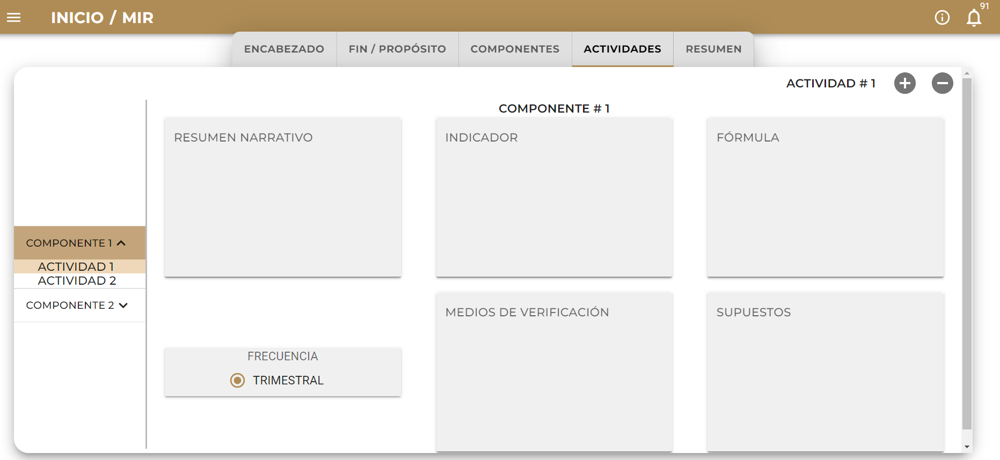 INICIO / MIR
91
ENCABEZADO
FIN / PROPÓSITO
COMPONENTES
ACTIVIDADES
RESUMEN
ACTIVIDAD # 1
COMPONENTE # 1
RESUMEN NARRATIVO
INDICADOR
FÓRMULA
COMPONENTE 1
ACTIVIDAD 1
ACTIVIDAD 2
COMPONENTE 2
MEDIOS DE VERIFICACIÓN
SUPUESTOS
FRECUENCIA
TRIMESTRAL